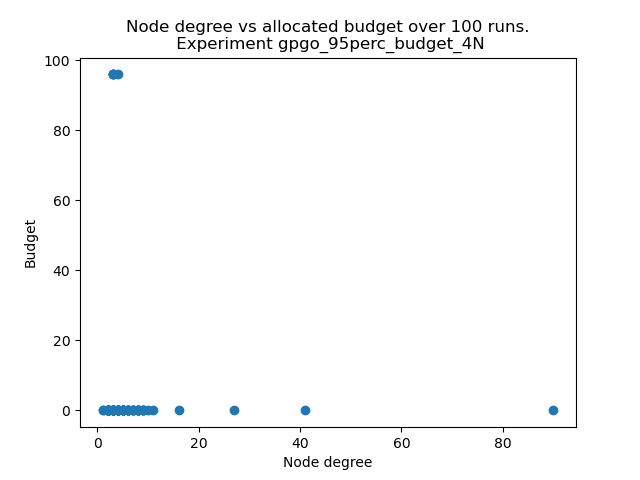 Node degree vs allocated budget over 100 runs.
Experiment gpgo_95perc_budget_4N
100
80
60
40
20
0
Budget
0 20 40 60 80
Node degree